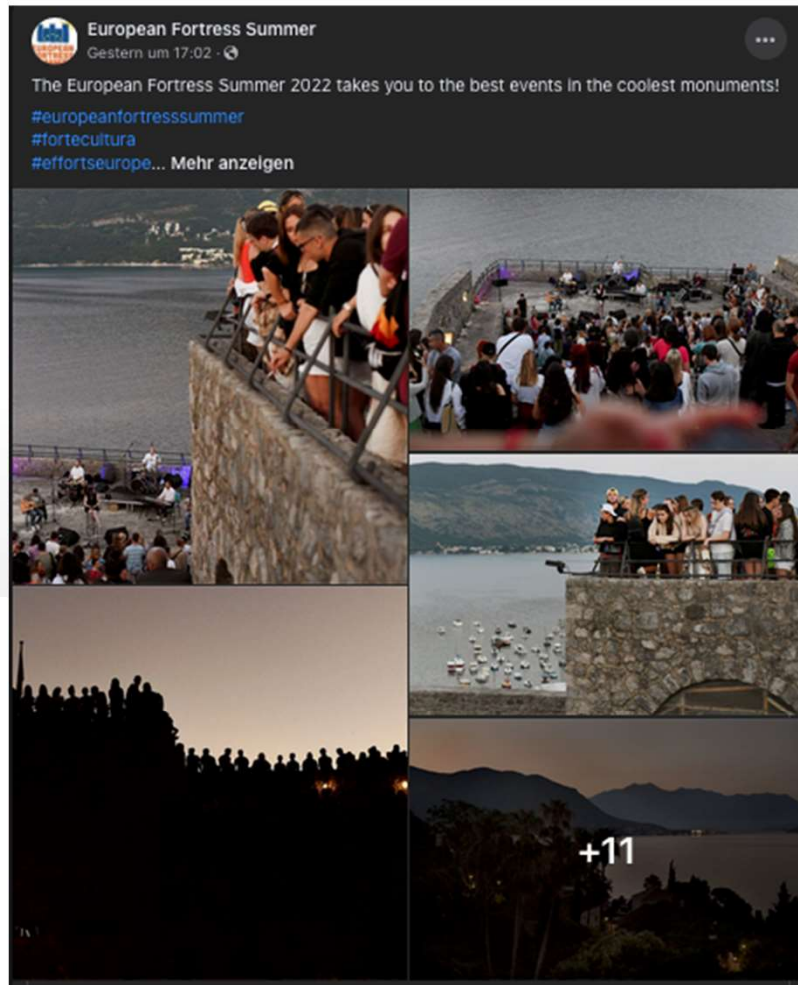 European Fortress Summer
Gestern um 17:02 ·
The European Fortress Summer 2022 takes you to the best events in the coolest monuments!
#europeanfortresssummer
#fortecultura
#effortseurope... Mehr anzeigen
+11